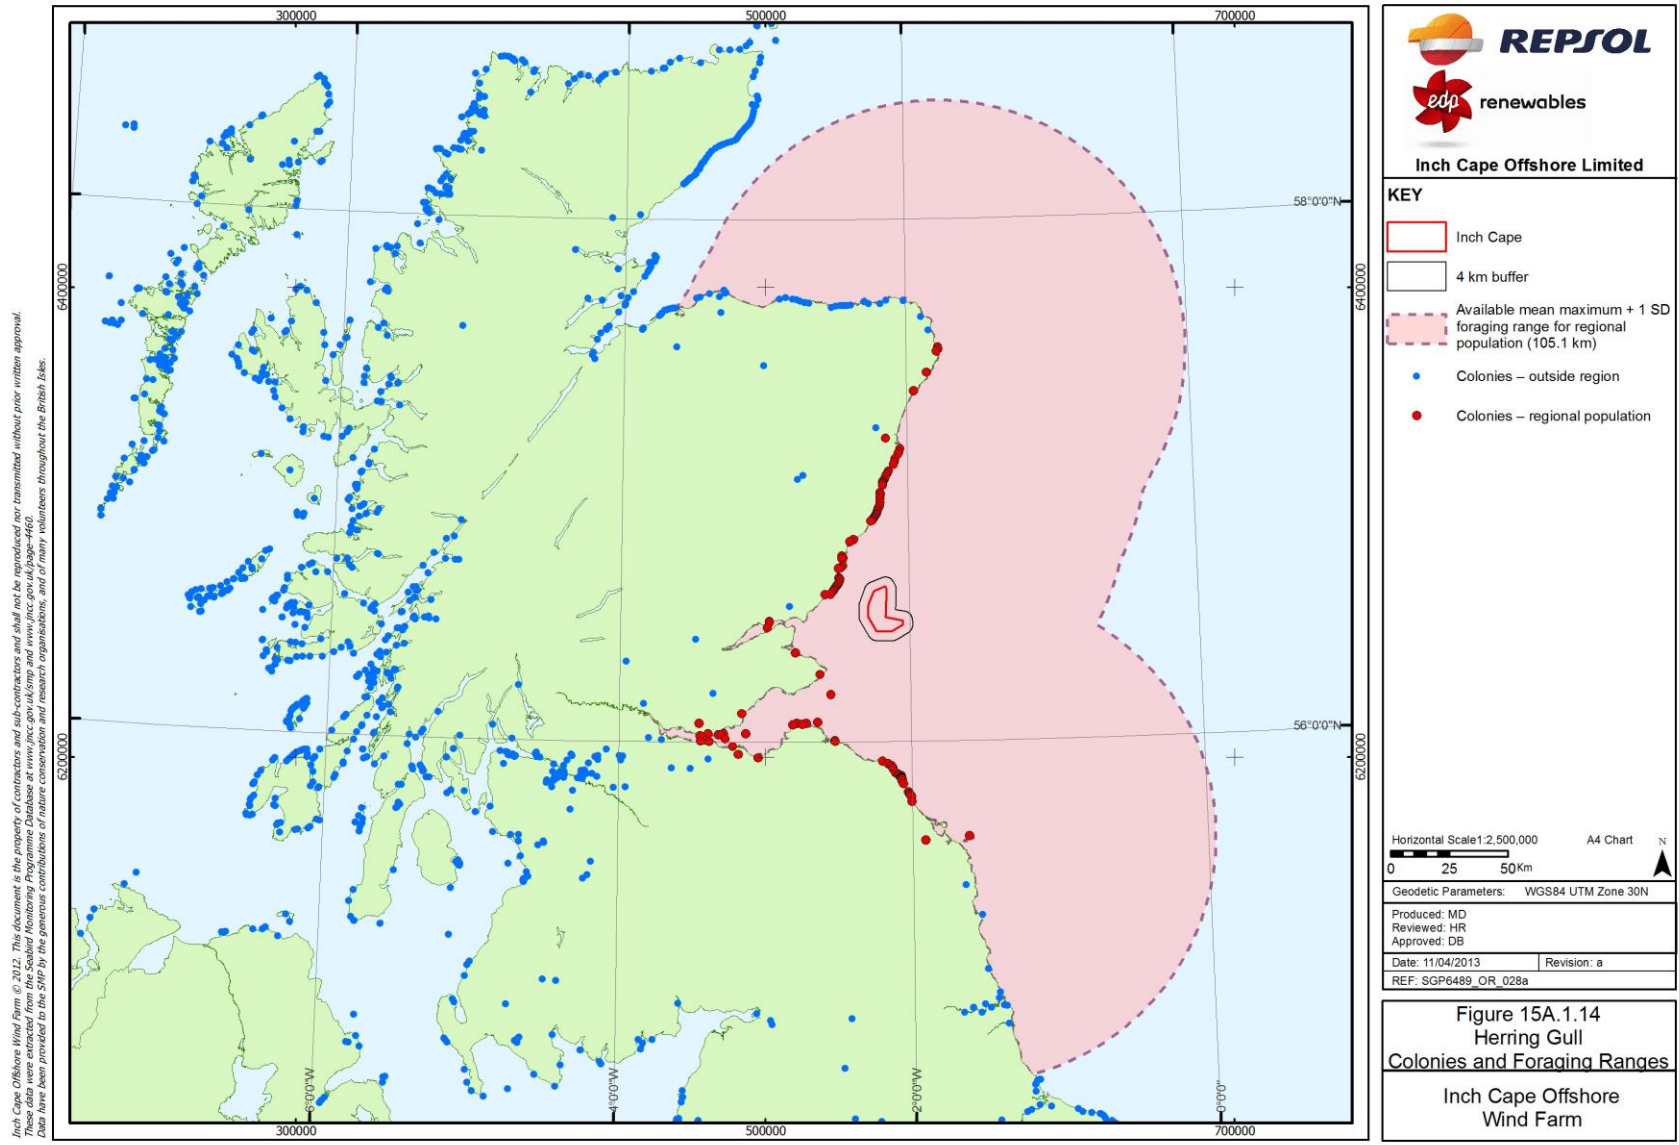 Inch Cape Offshore Wind Farm © 2012. This document is the property of contractors and sub-contractors and shall not be reproduced nor transmitted without prior written approval.
These data were extracted from the Seabird Monitoring Programme Database at www.jncc.gov.uk/smp and www.jncc.gov.uk/page-4460.
Data have been provided to the SMP by the generous contributions of nature conservation and research organisations, and of many volunteers throughout the British Isles.
300000
500000
700000
58°0'0"N
6400000
6400000
56°0'0"N
6200000
6200000
4°0'0"W
2°0'0"W
0°0'0"
300000
500000
700000
REPSOL
edp renewables
Inch Cape Offshore Limited
KEY
Inch Cape
4 km buffer
Available mean maximum + 1 SD
foraging range for regional
population (105.1 km)
Colonies – outside region
Colonies – regional population
Horizontal Scale1:2,500,000
A4 Chart
N
0 25 50 Km
Geodetic Parameters: WGS84 UTM Zone 30N
Produced: MD
Reviewed: HR
Approved: DB
Date: 11/04/2013
Revision: a
REF: SGP6489_OR_028a
Figure 15A.1.14
Herring Gull
Colonies and Foraging Ranges
Inch Cape Offshore
Wind Farm